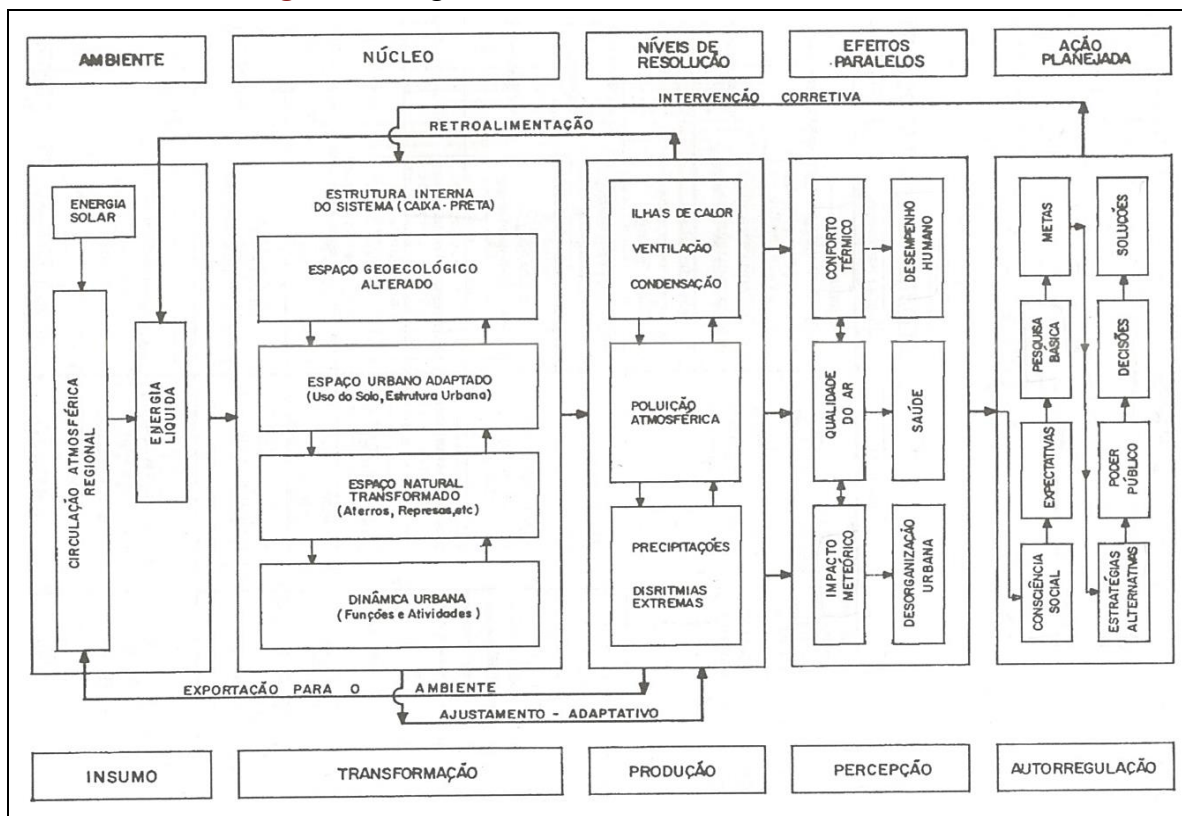 AMBIENTE
NÚCLEO
NÍVEIS DE
RESOLUÇÃO
EFEITOS
PARALELOS
AÇÃO
PLANEJADA
INTERVENÇÃO CORRETIVA
RETROALIMENTAÇÃO
ENERGIA
SOLAR
CIRCULAÇÃO ATMOSFÉRICA
REGIONAL
ENERGIA
LIQUIDA
ESTRUTURA INTERNA
DO SISTEMA (CAIXA-PRETA)
ESPAÇO GEOECOLÓGICO
ALTERADO
ESPAÇO URBANO ADAPTADO
(Uso do Solo, Estrutura Urbana)
ESPAÇO NATURAL
TRANSFORMADO
(Aterros, Represas, etc)
DINÂMICA URBANA
(Funções e Atividades)
ILHAS DE CALOR
VENTILAÇÃO
CONDENSAÇÃO
POLUIÇÃO
ATMOSFÉRICA
PRECIPITAÇÕES
DISRITMIAS
EXTREMAS
CONFORTO
TÉRMICO
DESEMPENHO
HUMANO
QUALIDADE
DO AR
SAÚDE
IMPACTO
METEÓRICO
DESORGANIZAÇÃO
URBANA
METAS
SOLUCÕES
PESQUISA
BÁSICA
DECISÕES
EXPECTATIVAS
PODER
PÚBLICO
CONSCIÊNCIA
SOCIAL
ESTRATÉGIAS
ALTERNATIVAS
EXPORTAÇÃO PARA O AMBIENTE
AJUSTAMENTO - ADAPTATIVO
INSUMO
TRANSFORMAÇÃO
PRODUÇÃO
PERCEPÇÃO
AUTORREGULAÇÃO